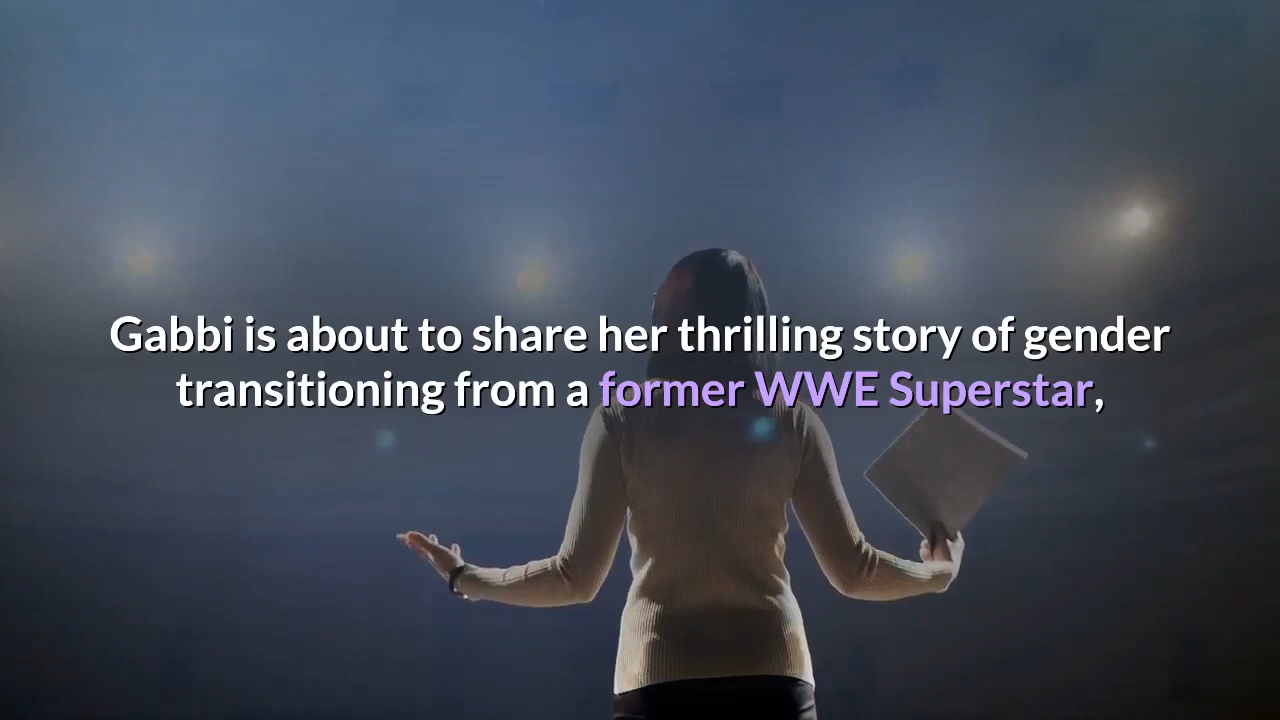 Gabbi is about to share her thrilling story of gender
transitioning from a former WWE Superstar,